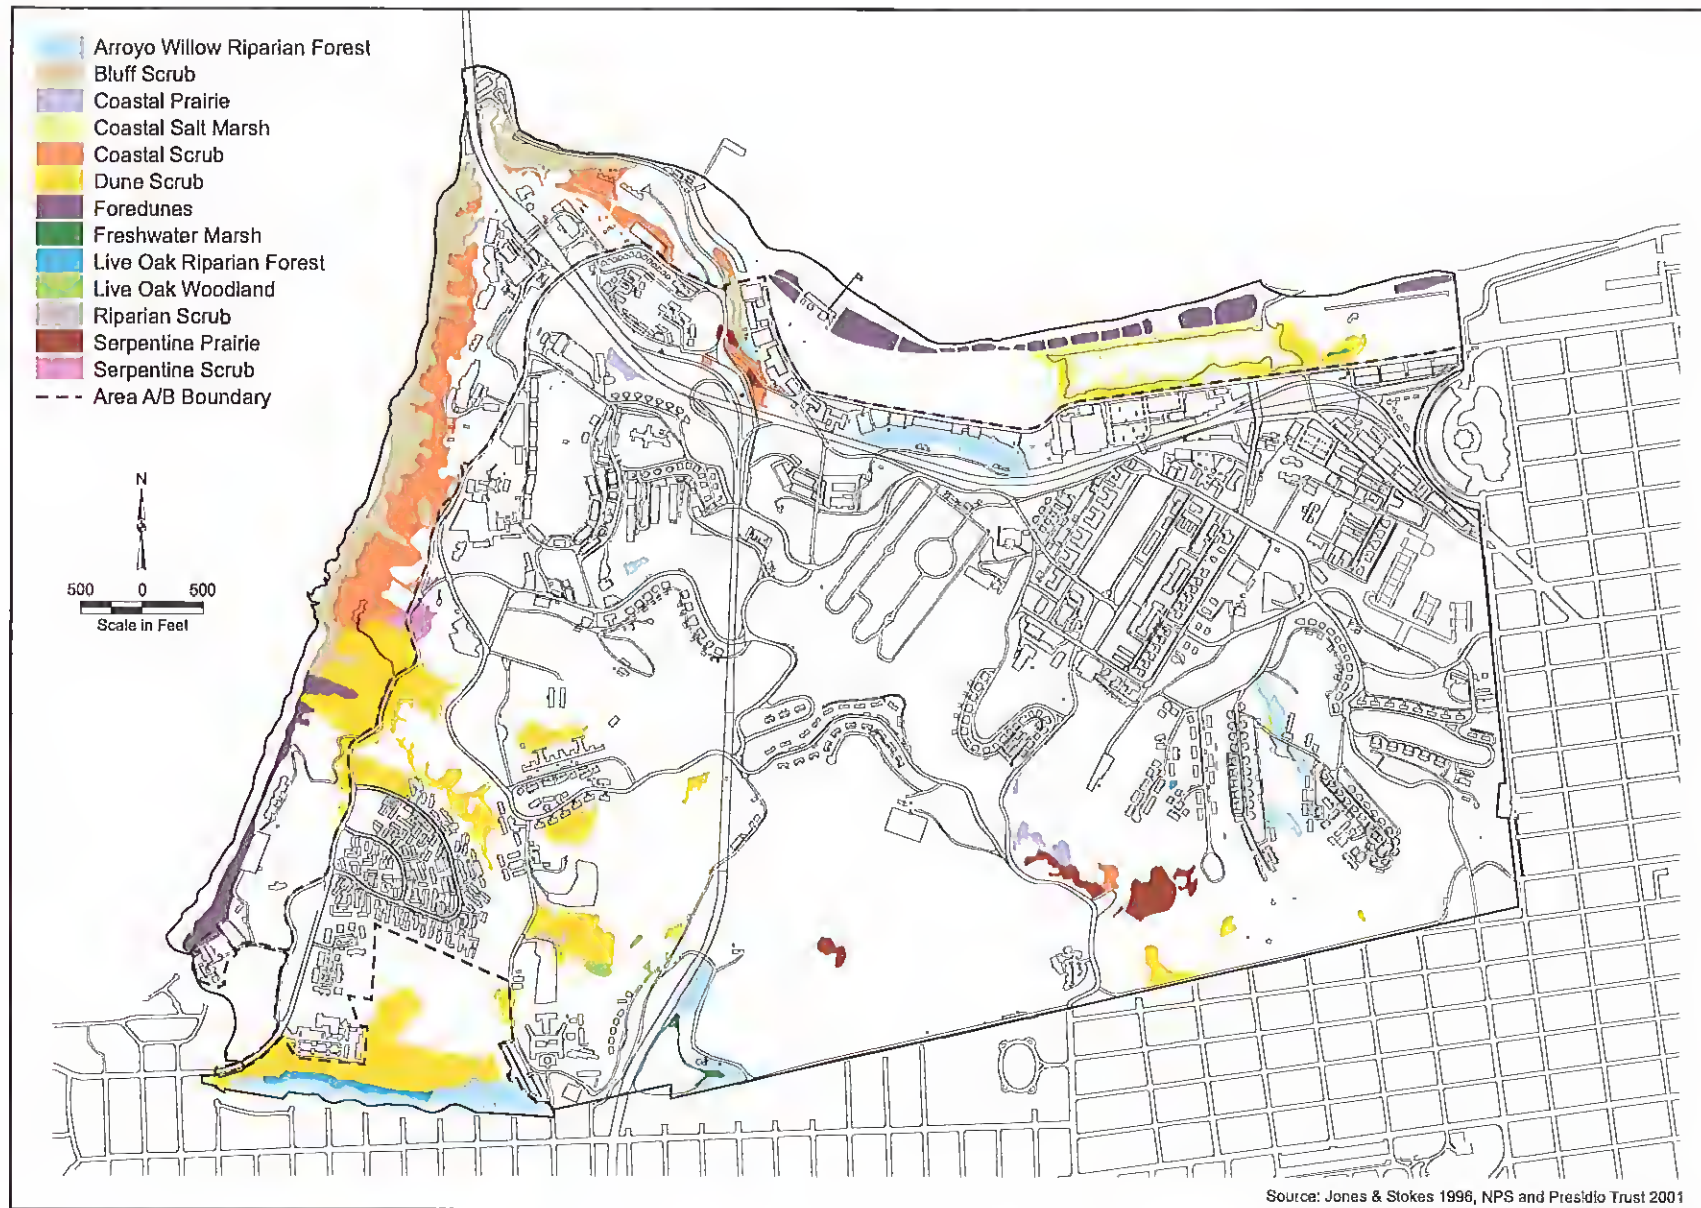 Arroyo Willow Riparian Forest
Bluff Scrub
Coastal Prairie
Coastal Salt Marsh
Coastal Scrub
Dune Scrub
Foredunes
Freshwater Marsh
Live Oak Riparian Forest
Live Oak Woodland
Riparian Scrub
Serpentine Prairie
Serpentine Scrub
Area A/B Boundary
N
500 0 500
Scale in Feet
Source: Jones & Stokes 1996, NPS and Presidio Trust 2001